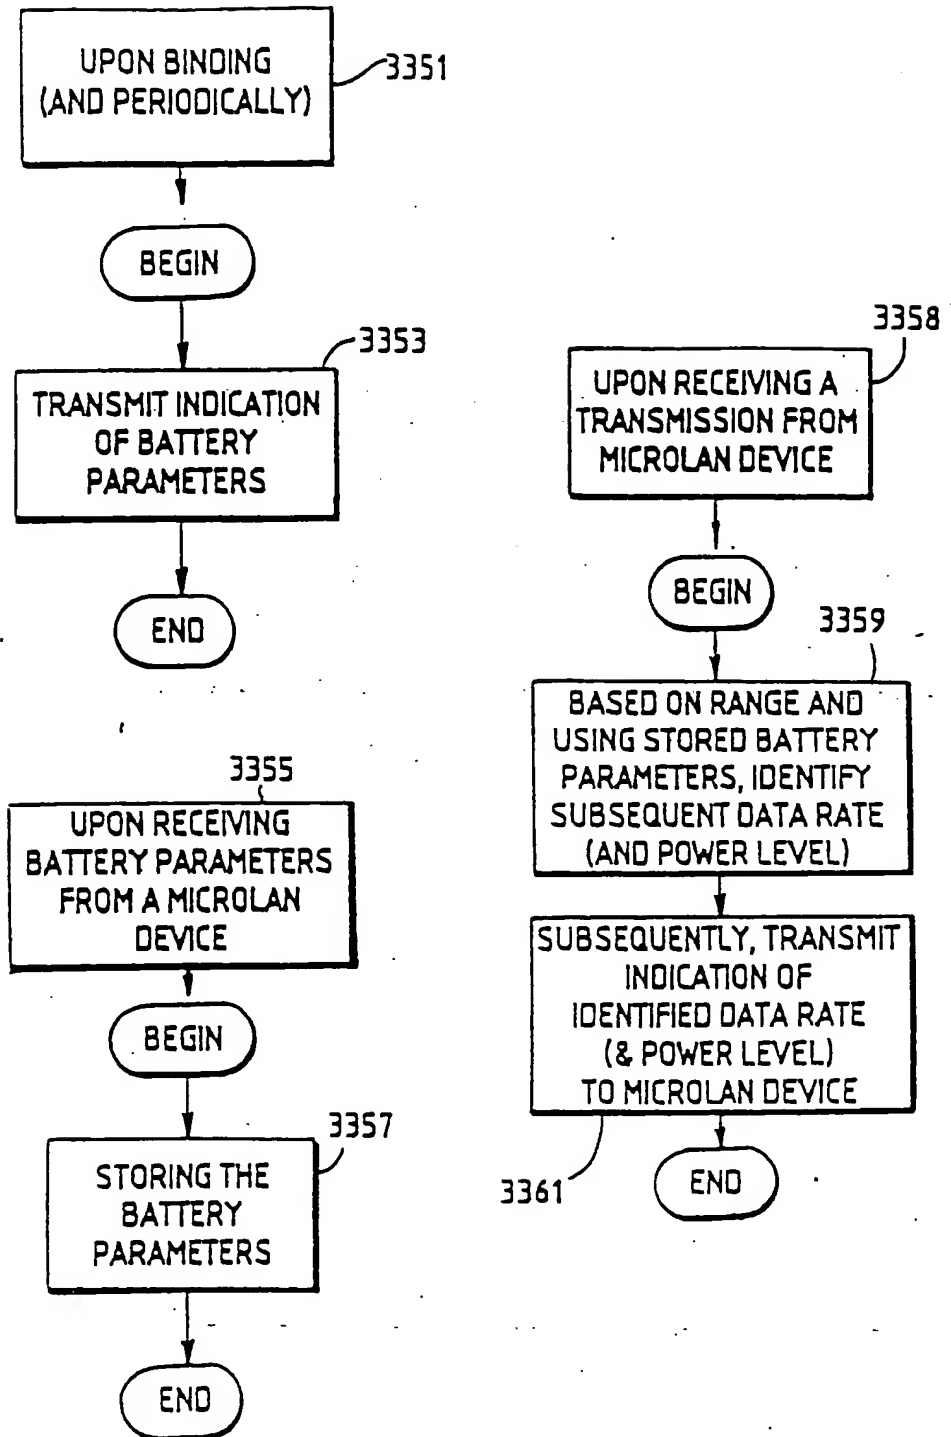 UPON BINDING
(AND PERIODICALLY)
3351
BEGIN
3353
TRANSMIT INDICATION
OF BATTERY
PARAMETERS
END
3355
UPON RECEIVING
BATTERY PARAMETERS
FROM A MICROLAN
DEVICE
BEGIN
3357
STORING THE
BATTERY
PARAMETERS
END
3358
UPON RECEIVING A
TRANSMISSION FROM
MICROLAN DEVICE
BEGIN
3359
BASED ON RANGE AND
USING STORED BATTERY
PARAMETERS, IDENTIFY
SUBSEQUENT DATA RATE
(AND POWER LEVEL)
SUBSEQUENTLY, TRANSMIT
INDICATION OF
IDENTIFIED DATA RATE
(& POWER LEVEL)
TO MICROLAN DEVICE
3361
END